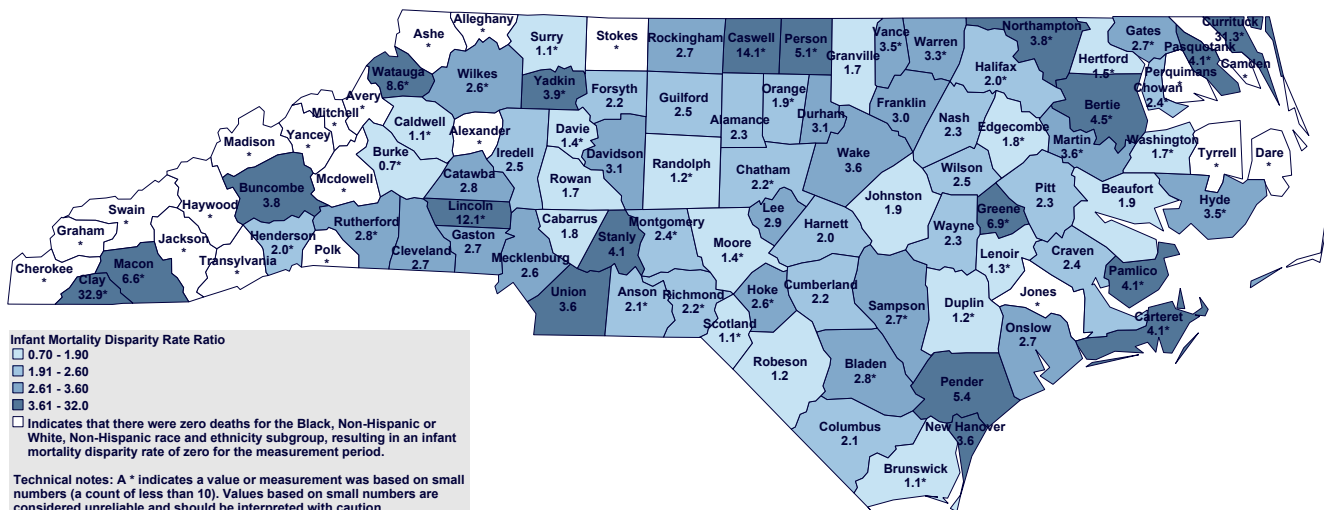 Ashe
*
Alleghany
*
Surry
1.1*
Stokes
*
Rockingham
2.7
Caswell
14.1*
Person
5.1*
Granville
1.7
Vance
3.5*
Warren
3.3*
Northampton
3.8*
Gates
2.7*
Currituck
31.3*
Pasquotank
4.1*
Camden
*
Hertford
1.5*
Perquimans
*
Chowan
2.4*
Halifax
2.0*
Bertie
4.5*
Watauga
8.6*
Wilkes
2.6*
Yadkin
3.9*
Forsyth
2.2
Guilford
2.5
Alamance
2.3
Orange
1.9*
Durham
3.1
Franklin
3.0
Nash
2.3
Edgecombe
1.8*
Martin
3.6*
Washington
1.7*
Tyrrell
*
Dare
*
Avery
*
Mitchell
*
Yancey
*
Madison
*
Caldwell
1.1*
Alexander
*
Iredell
2.5
Davie
1.4*
Davidson
3.1
Randolph
1.2*
Chatham
2.2*
Wake
3.6
Wilson
2.5
Pitt
2.3
Beaufort
1.9
Hyde
3.5*
Burke
0.7*
Mcdowell
*
Buncombe
3.8
Haywood
*
Swain
*
Graham
*
Cherokee
*
Clay
32.9*
Macon
6.6*
Jackson
*
Transylvania
*
Henderson
2.0*
Polk
*
Rutherford
2.8*
Cleveland
2.7
Catawba
2.8
Lincoln
12.1*
Gaston
2.7
Mecklenburg
2.6
Rowan
1.7
Cabarrus
1.8
Stanly
4.1
Montgomery
2.4*
Moore
1.4*
Lee
2.9
Harnett
2.0
Johnston
1.9
Wayne
2.3
Greene
6.9*
Lenoir
1.3*
Craven
2.4
Pamlico
4.1*
Jones
*
Carteret
4.1*
Union
3.6
Anson
2.1*
Richmond
2.2*
Scotland
1.1*
Hoke
2.6*
Cumberland
2.2
Sampson
2.7*
Duplin
1.2*
Onslow
2.7
Robeson
1.2
Bladen
2.8*
Pender
5.4
Columbus
2.1
New Hanover
3.6
Brunswick
1.1*
Infant Mortality Disparity Rate Ratio
0.70 - 1.90
1.91 - 2.60
2.61 - 3.60
3.61 - 32.0
Indicates that there were zero deaths for the Black, Non-Hispanic or
White, Non-Hispanic race and ethnicity subgroup, resulting in an infant
mortality disparity rate of zero for the measurement period.
Technical notes: A * indicates a value or measurement was based on small
numbers (a count of less than 10). Values based on small numbers are
considered unreliable and should be interpreted with caution